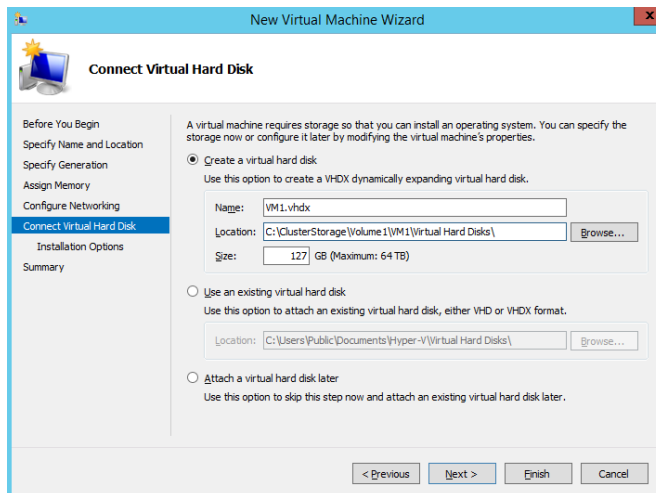 New Virtual Machine Wizard
X
Connect Virtual Hard Disk
Before You Begin
Specify Name and Location
Specify Generation
Assign Memory
Configure Networking
Connect Virtual Hard Disk
Installation Options
Summary
A virtual machine requires storage so that you can install an operating system. You can specify the
storage now or configure it later by modifying the virtual machine's properties.
Create a virtual hard disk
Use this option to create a VHDX dynamically expanding virtual hard disk.
Name: VM1.vhdx
Location: C:\ClusterStorage\Volume1\VM1\Virtual Hard Disks\ Browse...
Size: 127 GB (Maximum: 64 TB)
Use an existing virtual hard disk
Use this option to attach an existing virtual hard disk, either VHD or VHDX format.
Location: C:\Users\Public\Documents\Hyper-V\Virtual Hard Disks\ Browse...
Attach a virtual hard disk later
Use this option to skip this step now and attach an existing virtual hard disk later.
< Previous Next > Finish Cancel